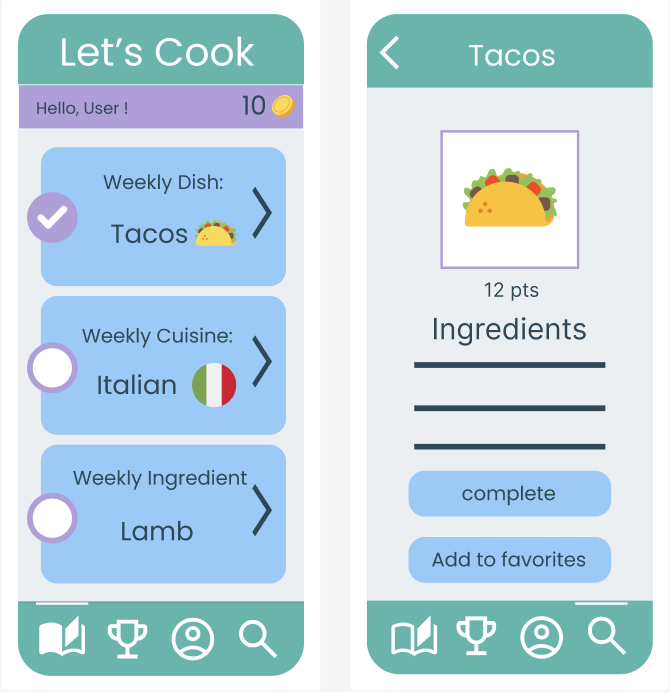 Let's Cook
Hello, User !
10
Weekly Dish:
Tacos
Weekly Cuisine:
Italian
Weekly Ingredient
Lamb
Tacos
12 pts
Ingredients
complete
Add to favorites